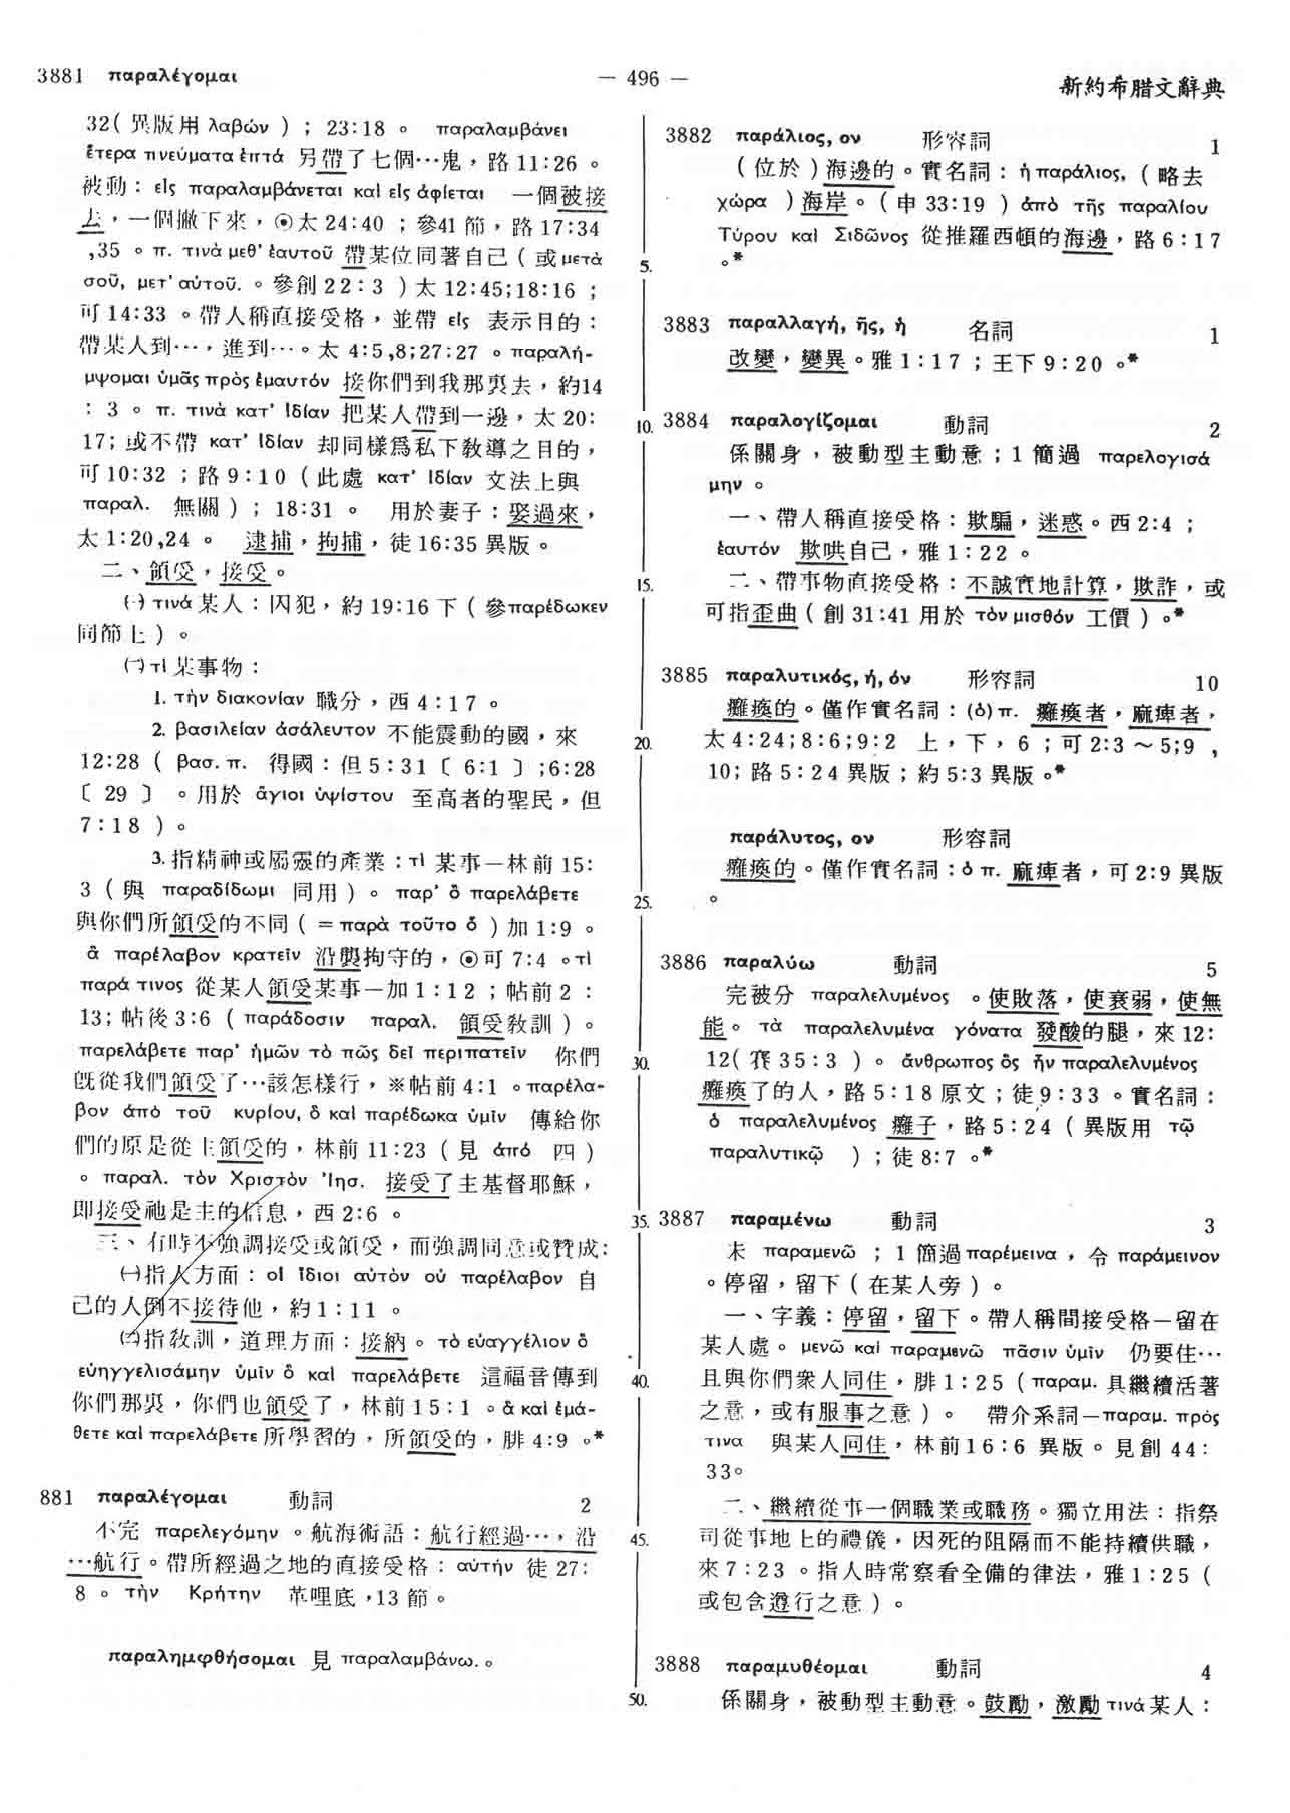 3881 παραλέγομαι
— 496 —
新約希腊文辭典
32( 異版用 λαβών ) ; 23:18 。 παραλαμβάνει
ἕτερα πνεύματα ἑπτά 另帶了七個⋯鬼，路 11:26 。
被動：εἷς παραλαμβάνεται καὶ εἷς ἀφίεται 一個被接
去，一個撇下來，⊙太 24:40 ；參41 節，路 17:34
,35 。π. τινὰ μεθ' ἑαυτοῦ 帶某位同著自己（或 μετὰ
σοῦ, μετ' αὐτοῦ. 。參創 22：3 ）太 12:45;18:16 ；
可 14:33 。帶人稱直接受格，並帶 εἰς 表示目的：
帶某人到⋯，進到⋯。太 4:5,8;27:27 。παραλή-
μψομαι ὑμᾶς πρὸς ἐμαυτόν 接你們到我那裏去，約14
：3 。π. τινὰ κατ' ἰδίαν 把某人帶到一邊，太 20:
17; 或不帶 κατ' ἰδίαν 却同樣爲私下教導之目的，
可 10:32 ；路 9:10（此處 κατ' ἰδίαν 文法上與
παραλ. 無關）；18:31 。 用於妻子：娶過來，
太 1:20,24 。 逮捕，拘捕，徒 16:35 異版。
二、領受，接受。
㈠ τινά 某人：囚犯，約 19:16 下（參παρέδωκεν
同節上）。
㈡ τὶ 某事物：
1. τὴν διακονίαν 職分，西 4:17 。
2. βασιλείαν ἀσάλευτον 不能震動的國，來
12:28（ βασ. π. 得國：但 5:31〔 6:1 〕;6:28
〔 29 〕 。用於 ἅγιοι ὑψίστου 至高者的聖民，但
7:18 ）。
3. 指精神或屬靈的產業：τὶ 某事—林前 15:
3（與 παραδίδωμι 同用）。παρ' ὃ παρελάβετε
與你們所領受的不同（＝παρὰ τοῦτο ὅ ）加 1:9 。
ἃ παρέλαβον κρατεῖν 沿襲拘守的，⊙可 7:4 。τὶ
παρά τινος 從某人領受某事—加 1:12 ；帖前 2：
13; 帖後 3:6（παράδοσιν παραλ. 領受教訓）。
παρελάβετε παρ' ἡμῶν τὸ πῶς δεῖ περιπατεῖν 你們
既從我們領受了⋯該怎樣行，※帖前 4:1 。παρέλα-
βον ἀπὸ τοῦ κυρίου, ὃ καὶ παρέδωκα ὑμῖν 傳給你
們的原是從主領受的，林前 11:23（見 ἀπό 四）
。παραλ. τὸν Χριστὸν Ἰησ. 接受了主基督耶穌，
即接受祂是主的信息，西 2:6 。
三、有時不強調接受或領受，而強調同意或贊成:
㈠指人方面：οἱ ἴδιοι αὐτὸν οὐ παρέλαβον 自
己的人倒不接待他，約 1:11 。
㈡指教訓，道理方面：接納。τὸ εὐαγγέλιον ὃ
εὐηγγελισάμην ὑμῖν ὃ καὶ παρελάβετε 這福音傳到
你們那裏，你們也領受了，林前 15:1 。ἃ καὶ ἐμά-
θετε καὶ παρελάβετε 所學習的，所領受的，腓 4:9 。*
881 παραλέγομαι 動詞 2
不完 παρελεγόμην 。航海術語：航行經過⋯，沿
⋯航行。帶所經過之地的直接受格：αὐτήν 徒 27:
8 。τὴν Κρήτην 革哩底，13 節。
παραλημφθήσομαι 見 παραλαμβάνω. 。
5.
10.
15.
20.
25.
30.
35.
40.
45.
50.
3882 παράλιος, ον 形容詞 1
（位於）海邊的。實名詞：ἡ παράλιος,（略去
χώρα ）海岸。（申 33:19 ）ἀπὸ τῆς παραλίου
Τύρου καὶ Σιδῶνος 從推羅西頓的海邊，路 6:17
。*
3883 παραλλαγή, ῆς, ἡ 名詞 1
改變，變異。雅 1:17 ；王下 9:20 。*
3884 παραλογίζομαι 動詞 2
係關身，被動型主動意；1 簡過 παρελογισά
μην 。
一、帶人稱直接受格：欺騙，迷惑。西 2:4 ；
ἑαυτόν 欺哄自己，雅 1:22 。
二、帶事物直接受格：不誠實地計算，欺詐，或
可指歪曲（創 31:41 用於 τὸν μισθόν 工價）。*
3885 παραλυτικός, ή, όν 形容詞 10
癱瘓的。僅作實名詞：(ὁ) π. 癱瘓者，麻痺者，
太 4:24;8:6;9:2 上，下，6 ；可 2:3 ～ 5;9 ,
10; 路 5:24 異版；約 5:3 異版。*
παράλυτος, ον 形容詞
癱瘓的。僅作實名詞：ὁ π. 麻痺者，可 2:9 異版
。
3886 παραλύω 動詞 5
完被分 παραλελυμένος 。使敗落，使衰弱，使無
能。τὰ παραλελυμένα γόνατα 發酸的腿，來 12:
12( 賽 35：3 ）。ἄνθρωπος ὃς ἦν παραλελυμένος
癱瘓了的人，路 5:18 原文；徒 9:33 。實名詞：
ὁ παραλελυμένος 癱子，路 5:24（異版用 τῷ
παραλυτικῷ ）；徒 8:7 。*
3887 παραμένω 動詞 3
未 παραμενῶ ；1 簡過 παρέμεινα，令 παράμεινον
。停留，留下（在某人旁）。
一、字義：停留，留下。帶人稱間接受格—留在
某人處。μενῶ καὶ παραμενῶ πᾶσιν ὑμῖν 仍要住⋯
且與你們衆人同住，腓 1:25（παραμ. 具繼續活著
之意，或有服事之意）。 帶介系詞—παραμ. πρός
τινα 與某人同住，林前16:6 異版。見創 44:
33。
二、繼續從事一個職業或職務。獨立用法：指祭
司從事地上的禮儀，因死的阻隔而不能持續供職，
來 7:23 。指人時常察看全備的律法，雅 1:25（
或包含遵行之意）。
3888 παραμυθέομαι 動詞 4
係關身，被動型主動意。鼓勵，激勵 τινά 某人：